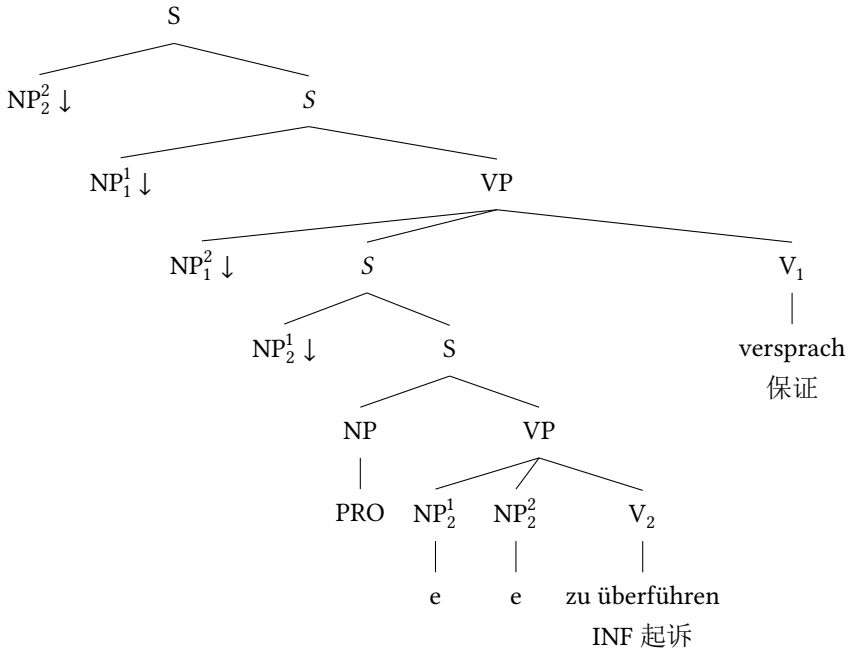 S
NP₂² ↓ S
NP₁¹ ↓ VP
NP₁² ↓ S V₁
NP₂¹ ↓ S versprach
保证
NP VP
PRO NP₂¹ NP₂² V₂
e e zu überführen
INF 起诉